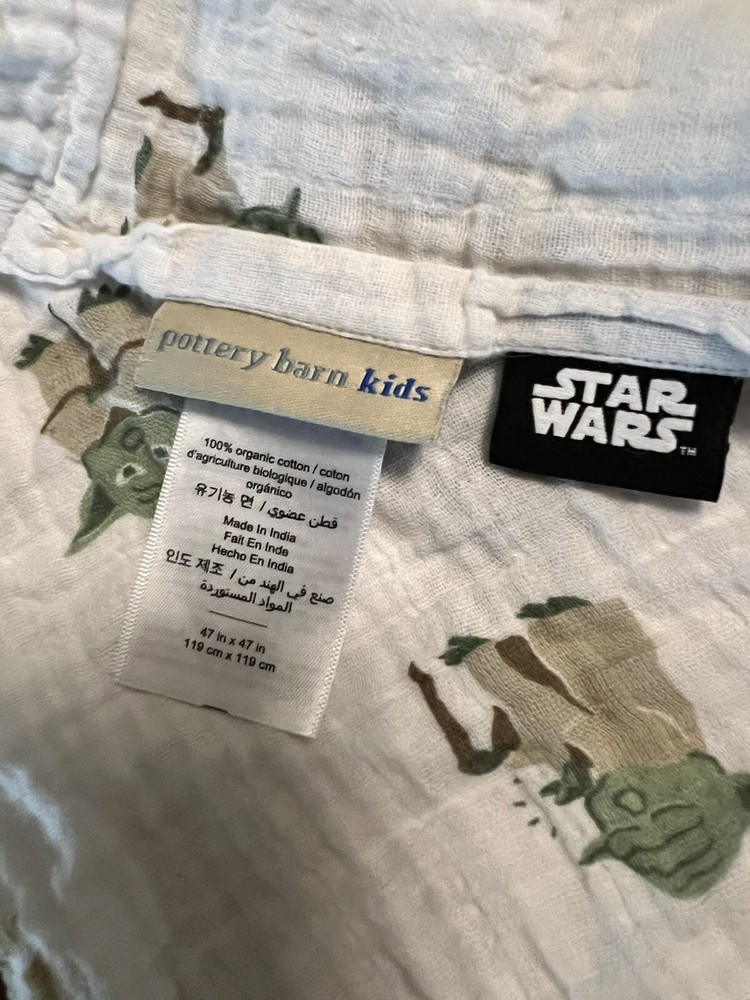 pottery barn kids
STAR
WARS™
100% organic cotton / coton
d'agriculture biologique / algodón
orgánico
유기농 면 / قطن عضوي
Made In India
Fait En Inde
Hecho En India
인도 제조 / صنع في الهند من
المواد المستوردة
47 in x 47 in
119 cm x 119 cm